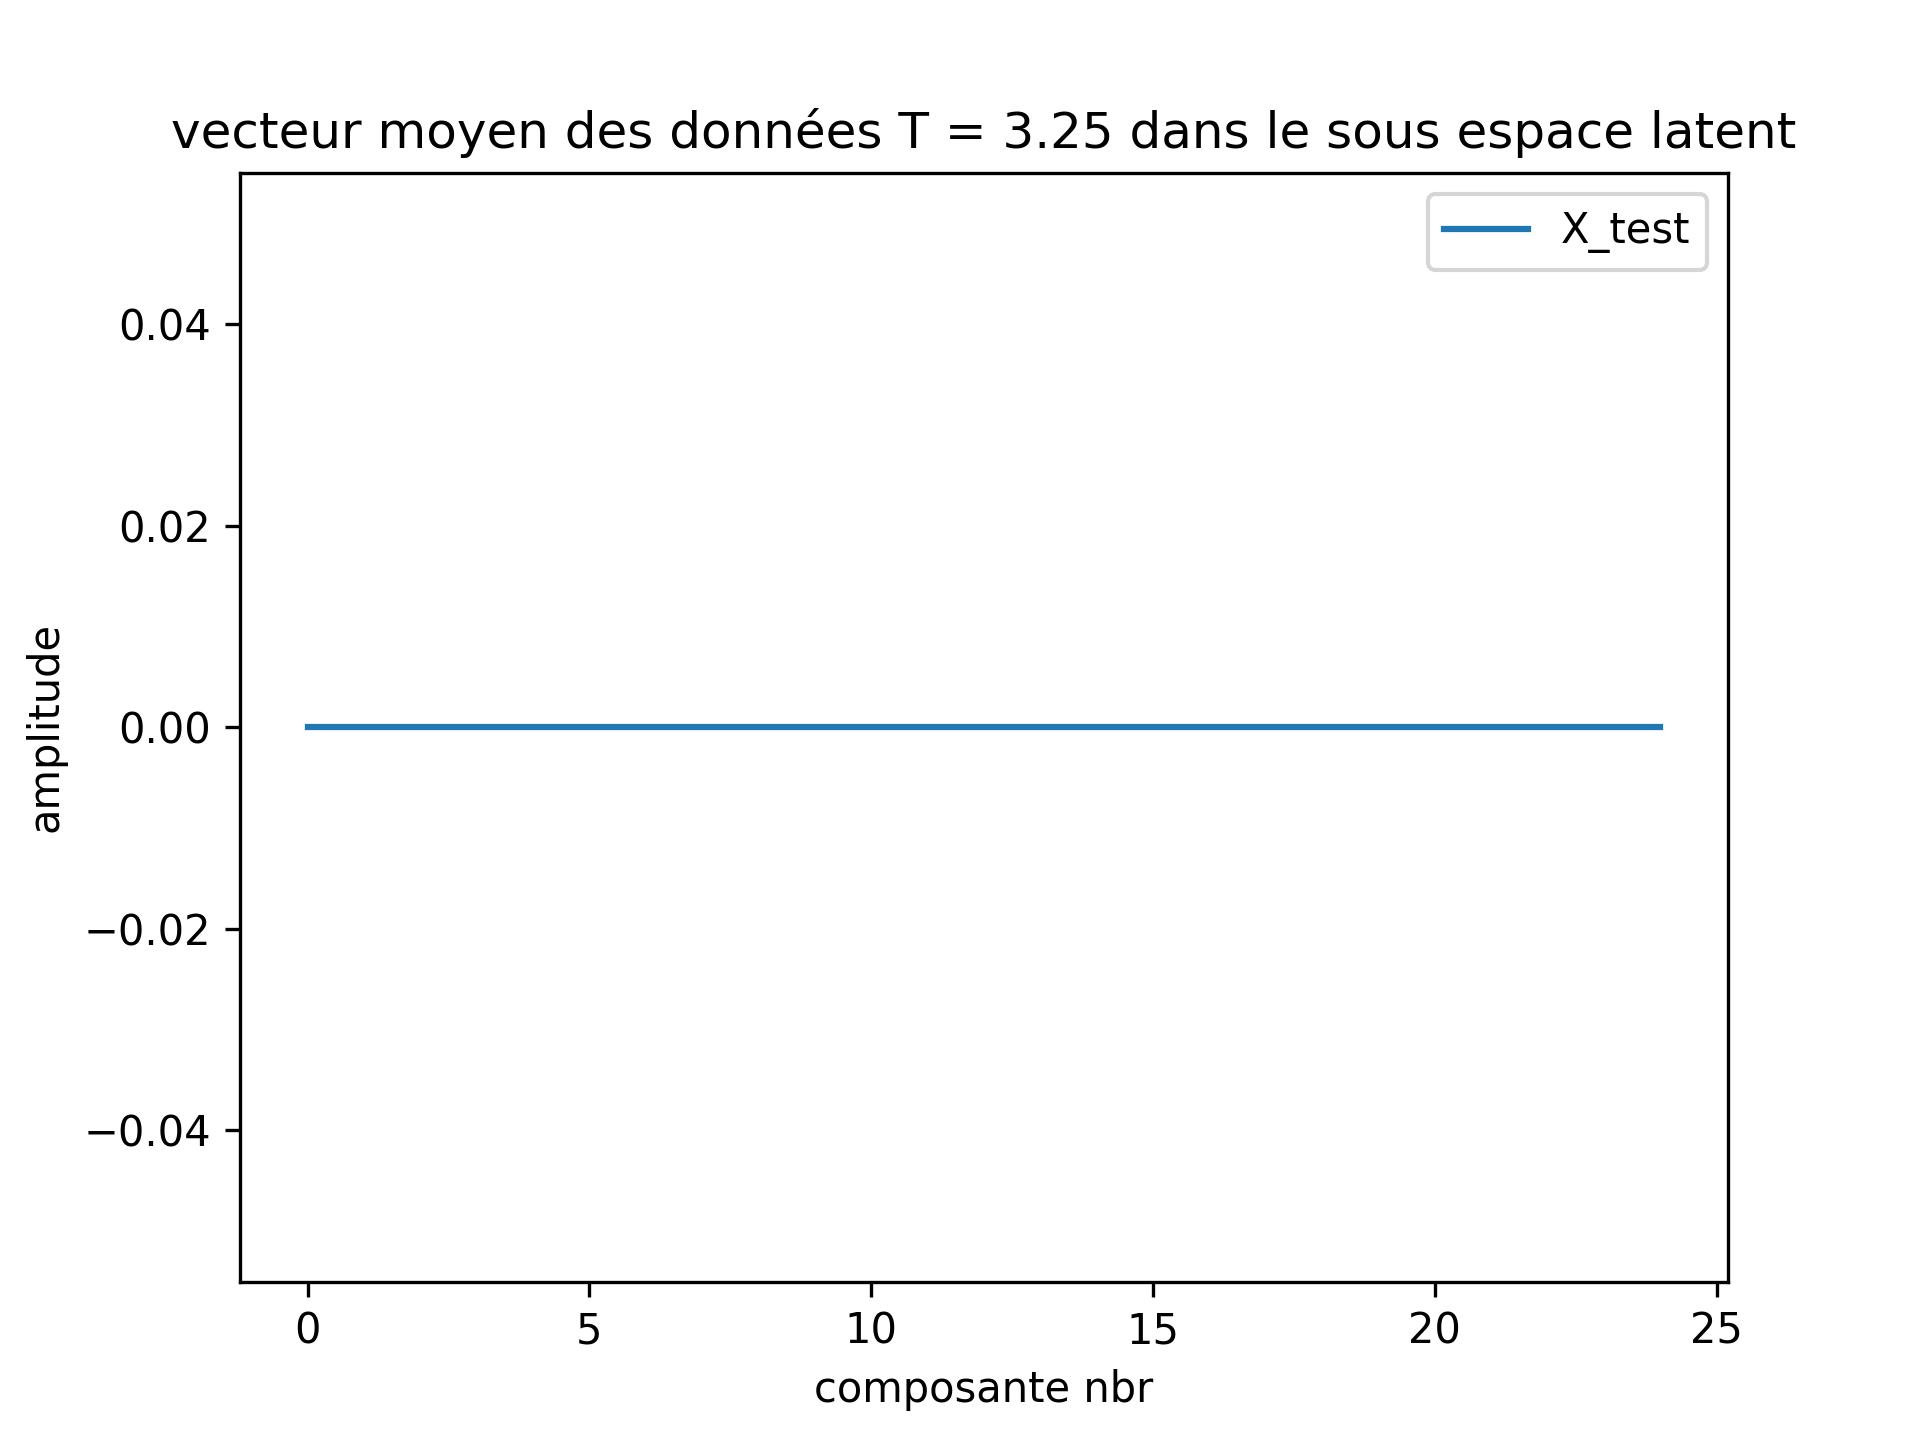 vecteur moyen des données T = 3.25 dans le sous espace latent
X_test
0.04
0.02
0.00
−0.02
−0.04
amplitude
0 5 10 15 20 25
composante nbr